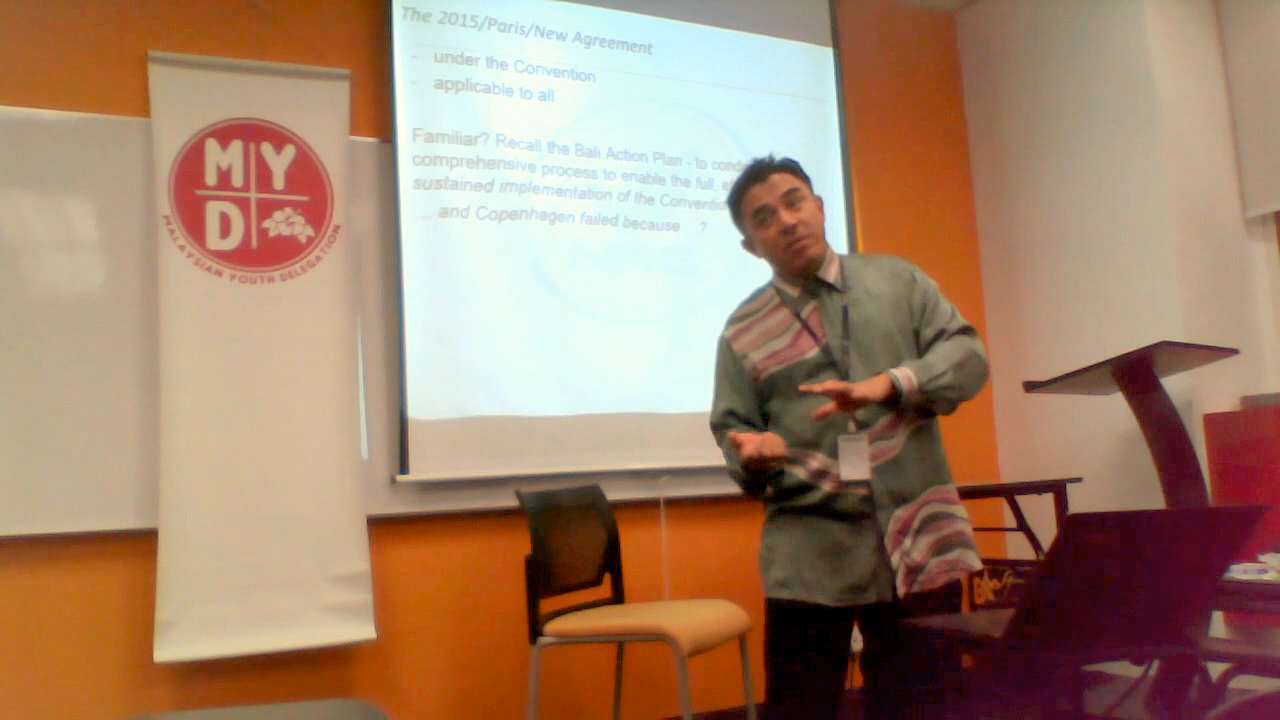 MY
D
MALAYSIAN YOUTH DELEGATION
The 2015/Paris/New Agreement
- under the Convention
- applicable to all
Familiar? Recall the Bali Action Plan - to
comprehensive process to enable the full,
sustained implementation of the
... and Copenhagen failed because ?